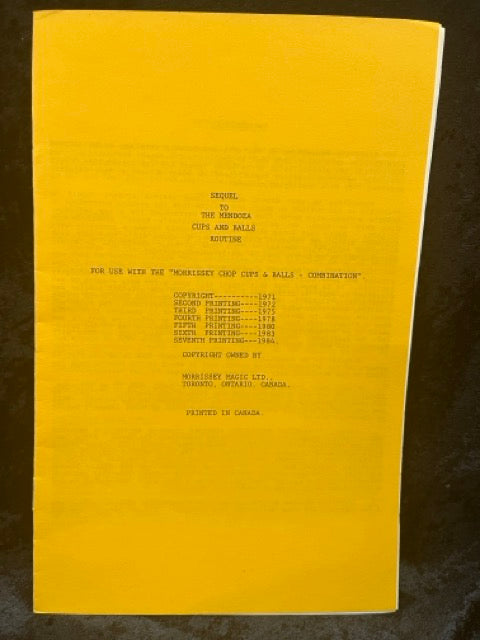 SEQUEL
TO
THE MENDOZA
CUPS AND BALLS
ROUTINE
FOR USE WITH THE "MORRISSEY CHOP CUPS & BALLS - COMBINATION"
COPYRIGHT----------1971
SECOND PRINTING----1972
THIRD PRINTING----1975
FOURTH PRINTING----1978
FIFTH PRINTING----1980
SIXTH PRINTING----1983
SEVENTH PRINTING---1984
COPYRIGHT OWNED BY
MORRISSEY MAGIC LTD.,
TORONTO, ONTARIO, CANADA.
PRINTED IN CANADA.